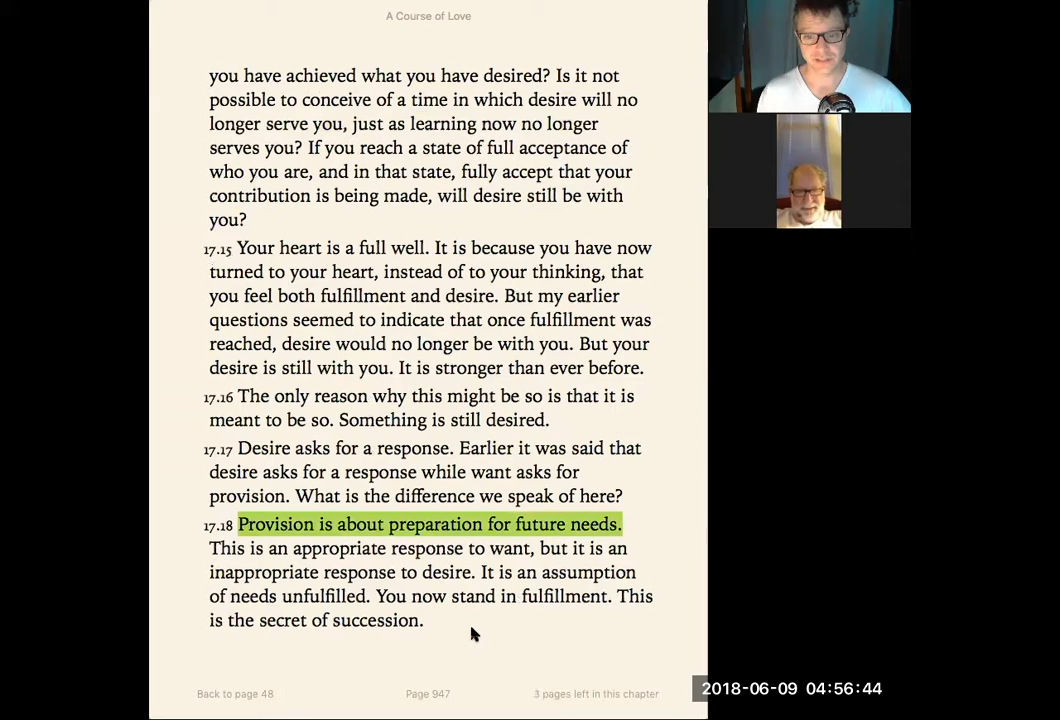 A Course of Love
you have achieved what you have desired? Is it not
possible to conceive of a time in which desire will no
longer serve you, just as learning now no longer
serves you? If you reach a state of full acceptance of
who you are, and in that state, fully accept that your
contribution is being made, will desire still be with
you?
17.15 Your heart is a full well. It is because you have now
turned to your heart, instead of to your thinking, that
you feel both fulfillment and desire. But my earlier
questions seemed to indicate that once fulfillment was
reached, desire would no longer be with you. But your
desire is still with you. It is stronger than ever before.
17.16 The only reason why this might be so is that it is
meant to be so. Something is still desired.
17.17 Desire asks for a response. Earlier it was said that
desire asks for a response while want asks for
provision. What is the difference we speak of here?
17.18 Provision is about preparation for future needs.
This is an appropriate response to want, but it is an
inappropriate response to desire. It is an assumption
of needs unfulfilled. You now stand in fulfillment. This
is the secret of succession.
Back to page 48 Page 947 3 pages left in this chapter
2018-06-09 04:56:44